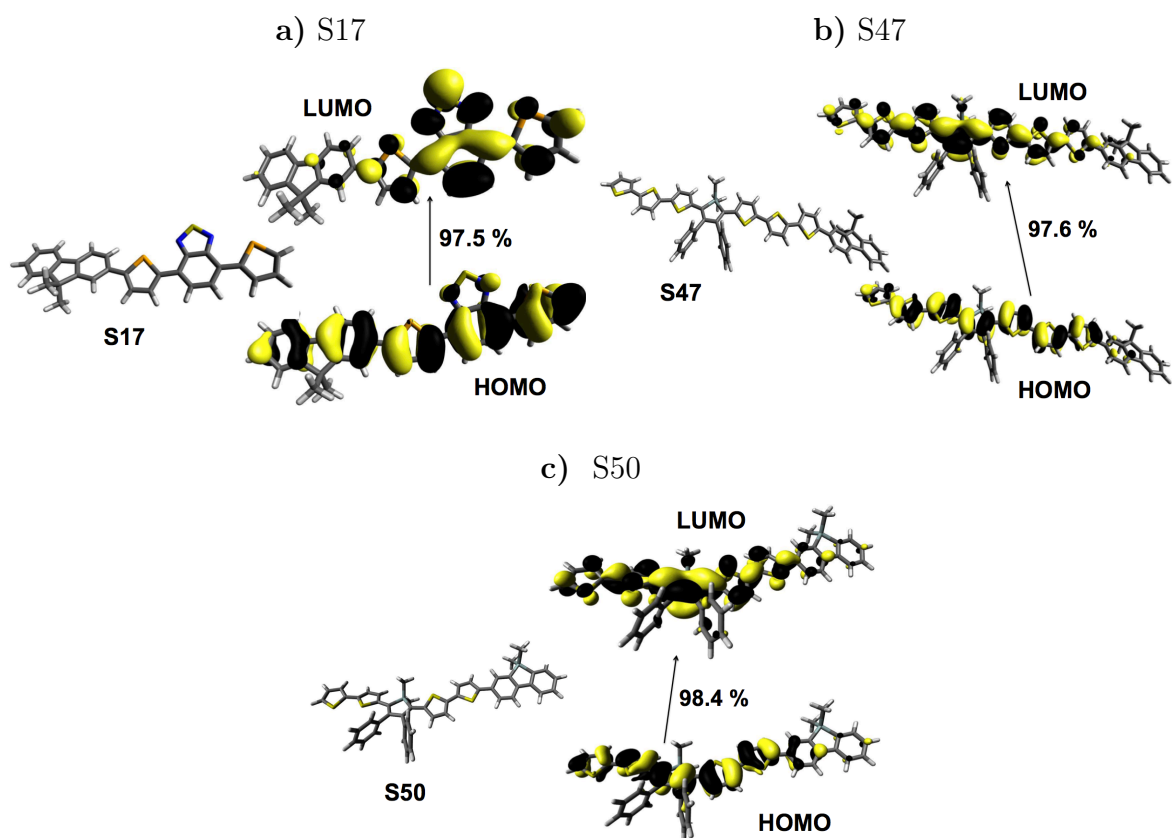 a) S17
LUMO
97.5 %
S17
HOMO
b) S47
LUMO
97.6 %
S47
HOMO
c) S50
LUMO
98.4 %
S50
HOMO